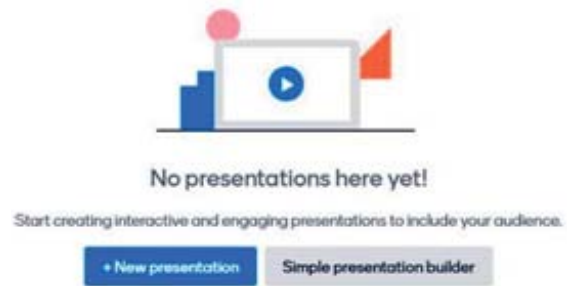 No presentations here yet!
Start creating interactive and engaging presentations to include your audience.
+ New presentation
Simple presentation builder